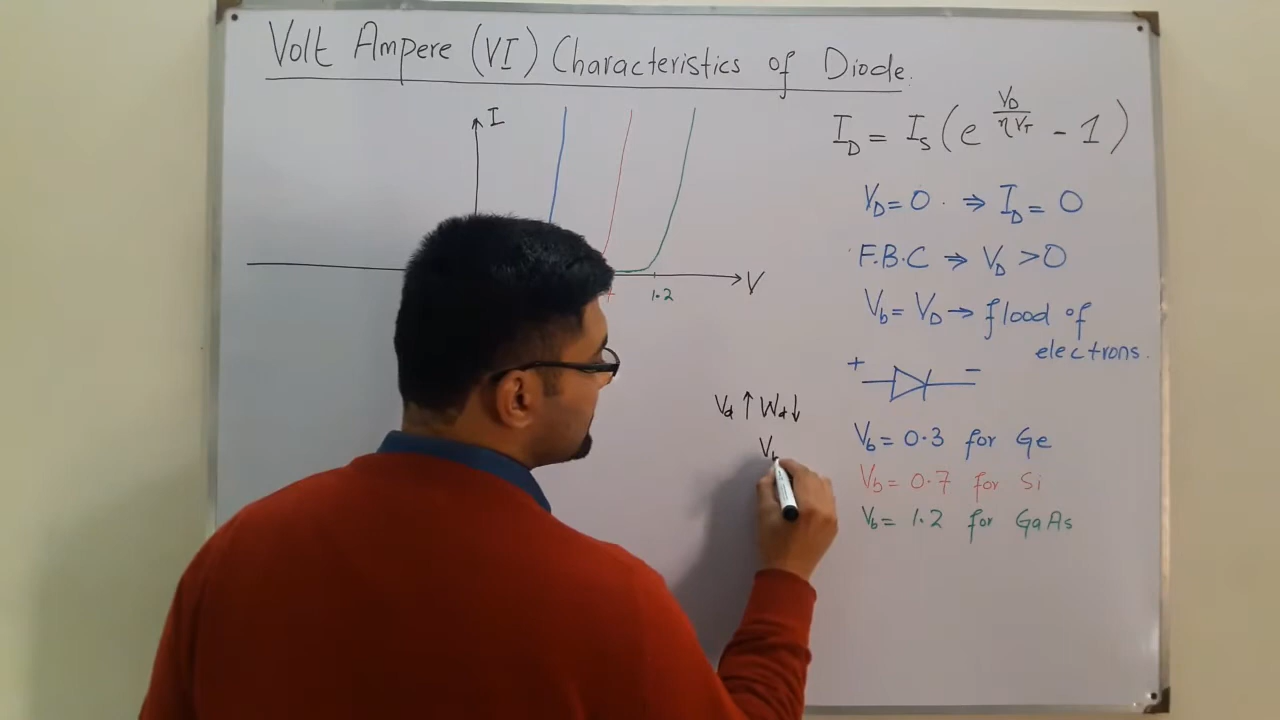 Volt Ampere (VI) Characteristics of Diode.
I
V
1.2
I_D = I_S (e^(V_D/ηV_T) - 1)
V_D = 0. ⇒ I_D = 0
F.B.C ⇒ V_D > 0
V_b = V_D → flood of
electrons.
+ -
V_d ↑ W_d ↓
V_b
V_b = 0.3 for Ge
V_b = 0.7 for Si
V_b = 1.2 for GaAs